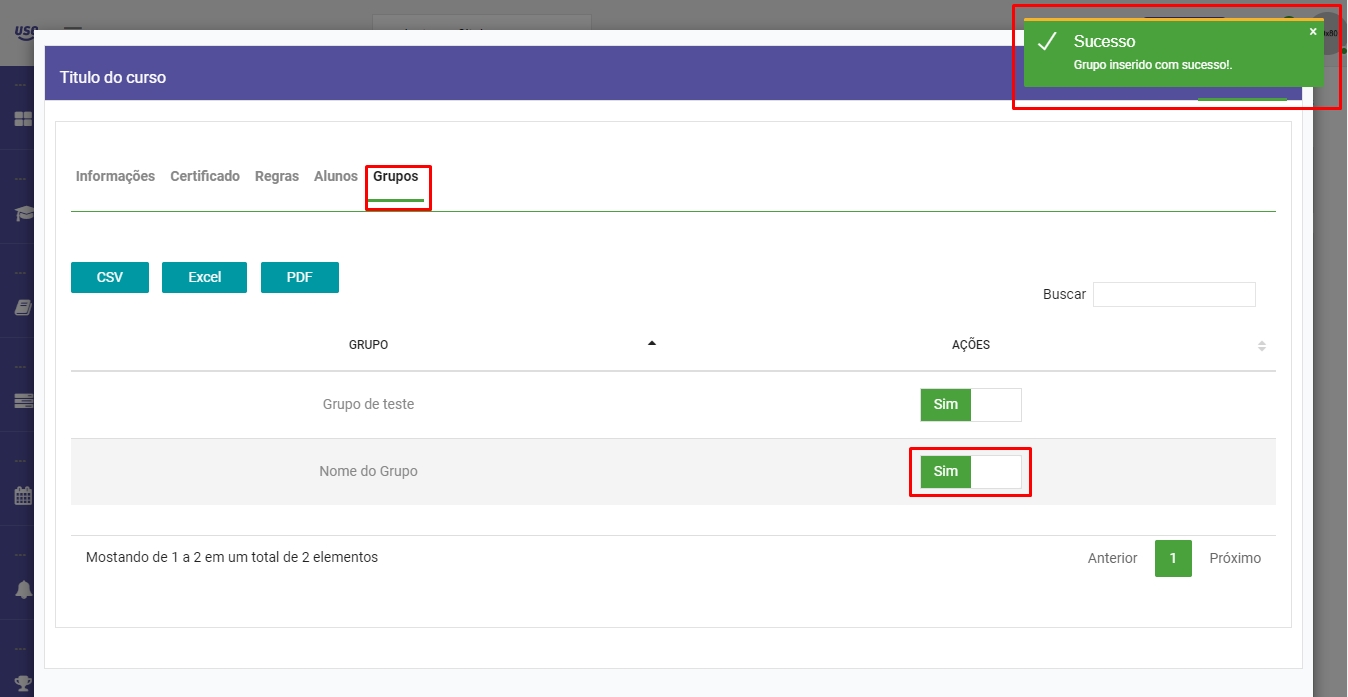 Sucesso
×
Grupo inserido com sucesso!.
Titulo do curso
Informações Certificado Regras Alunos Grupos
CSV Excel PDF
Buscar
GRUPO AÇÕES
Grupo de teste Sim
Nome do Grupo Sim
Mostando de 1 a 2 em um total de 2 elementos
Anterior 1 Próximo